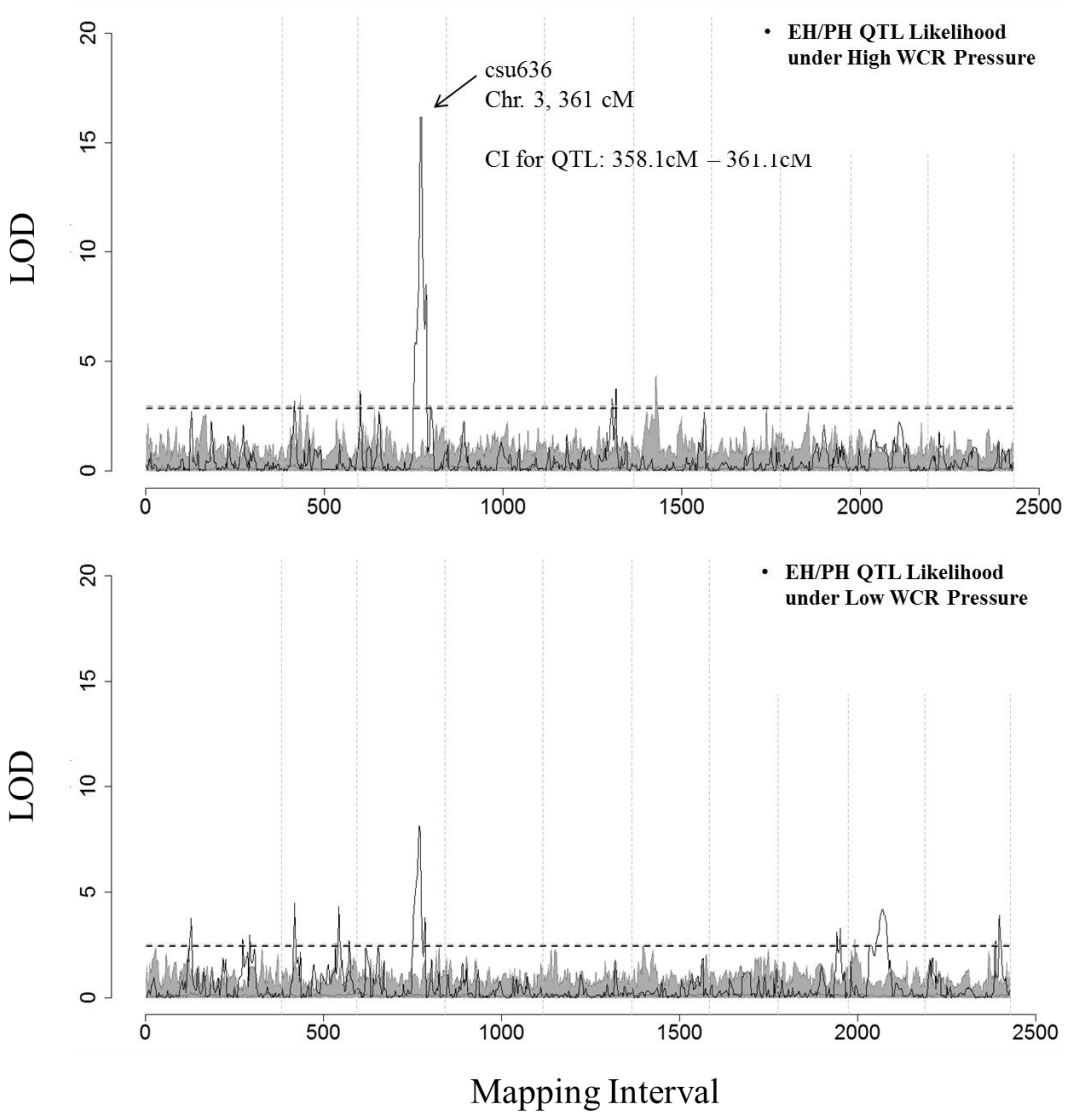 • EH/PH QTL Likelihood
under High WCR Pressure
csu636
Chr. 3, 361 cM
CI for QTL: 358.1cM – 361.1cM
LOD
20
15
10
5
0
0 500 1000 1500 2000 2500
• EH/PH QTL Likelihood
under Low WCR Pressure
LOD
20
15
10
5
0
0 500 1000 1500 2000 2500
Mapping Interval